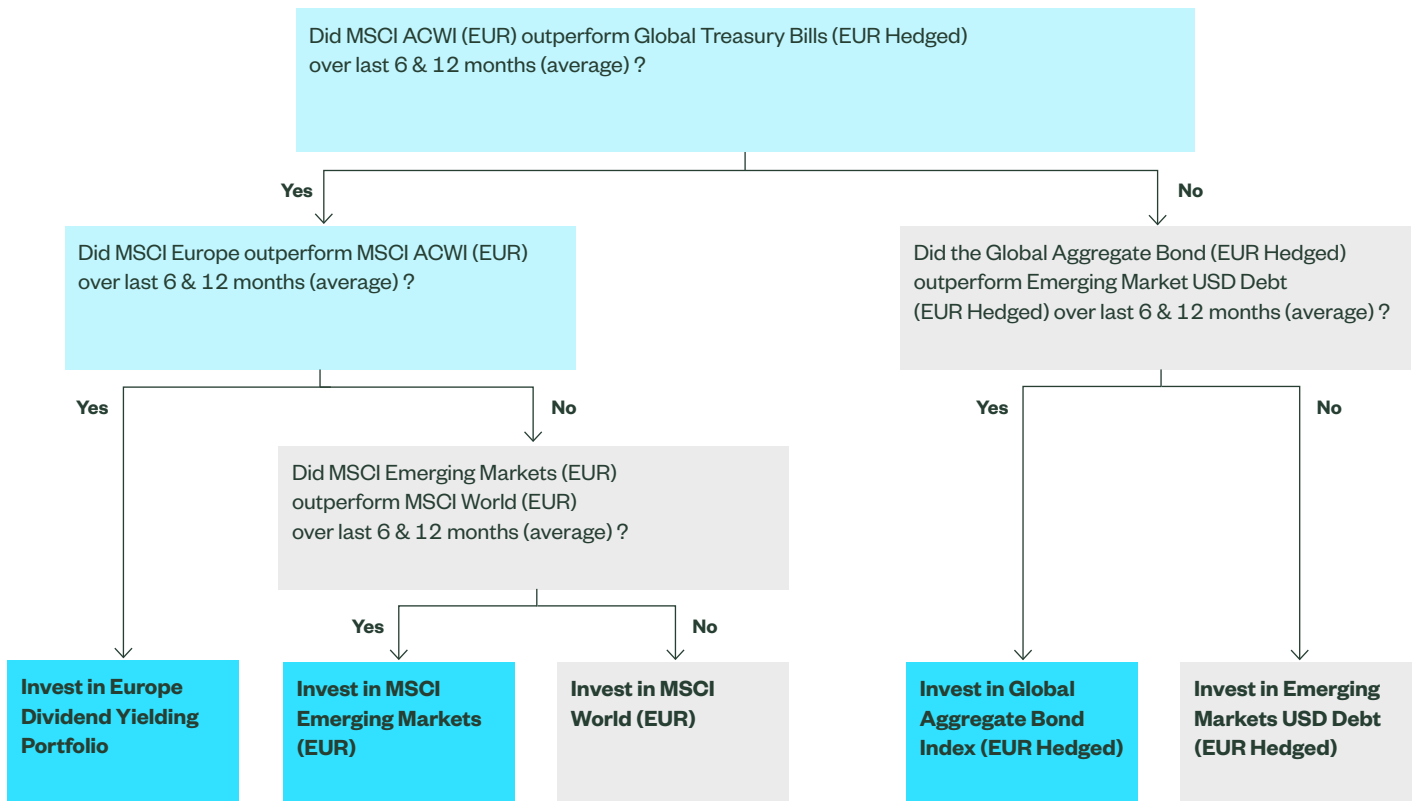 Did MSCI ACWI (EUR) outperform Global Treasury Bills (EUR Hedged)
over last 6 & 12 months (average) ?
Yes
No
Did MSCI Europe outperform MSCI ACWI (EUR)
over last 6 & 12 months (average) ?
Did the Global Aggregate Bond (EUR Hedged)
outperform Emerging Market USD Debt
(EUR Hedged) over last 6 & 12 months (average) ?
Yes
No
Yes
No
Did MSCI Emerging Markets (EUR)
outperform MSCI World (EUR)
over last 6 & 12 months (average) ?
Yes
No
Invest in Europe
Dividend Yielding
Portfolio
Invest in MSCI
Emerging Markets
(EUR)
Invest in MSCI
World (EUR)
Invest in Global
Aggregate Bond
Index (EUR Hedged)
Invest in Emerging
Markets USD Debt
(EUR Hedged)